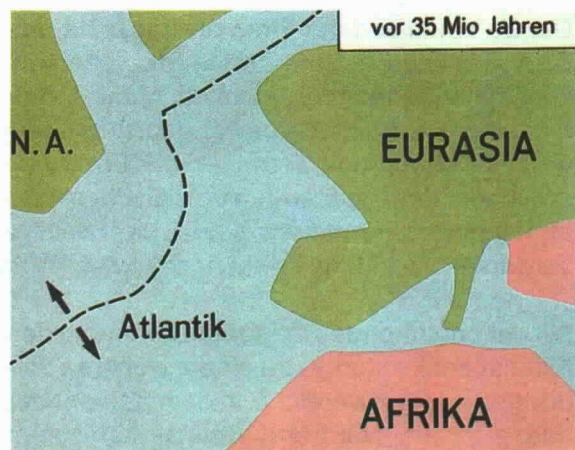 vor 35 Mio Jahren
N. A.
EURASIA
Atlantik
AFRIKA